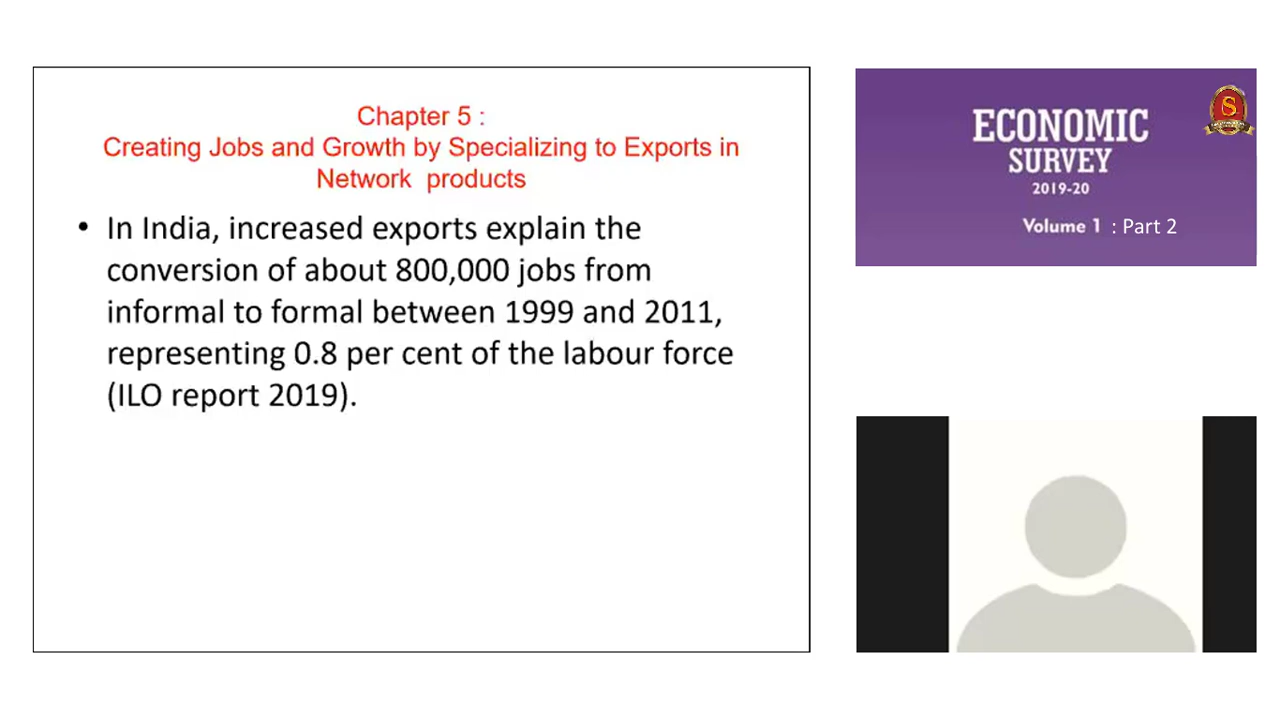 Chapter 5 :
Creating Jobs and Growth by Specializing to Exports in
Network products
• In India, increased exports explain the
conversion of about 800,000 jobs from
informal to formal between 1999 and 2011,
representing 0.8 per cent of the labour force
(ILO report 2019).
ECONOMIC
SURVEY
2019-20
Volume 1 : Part 2
S